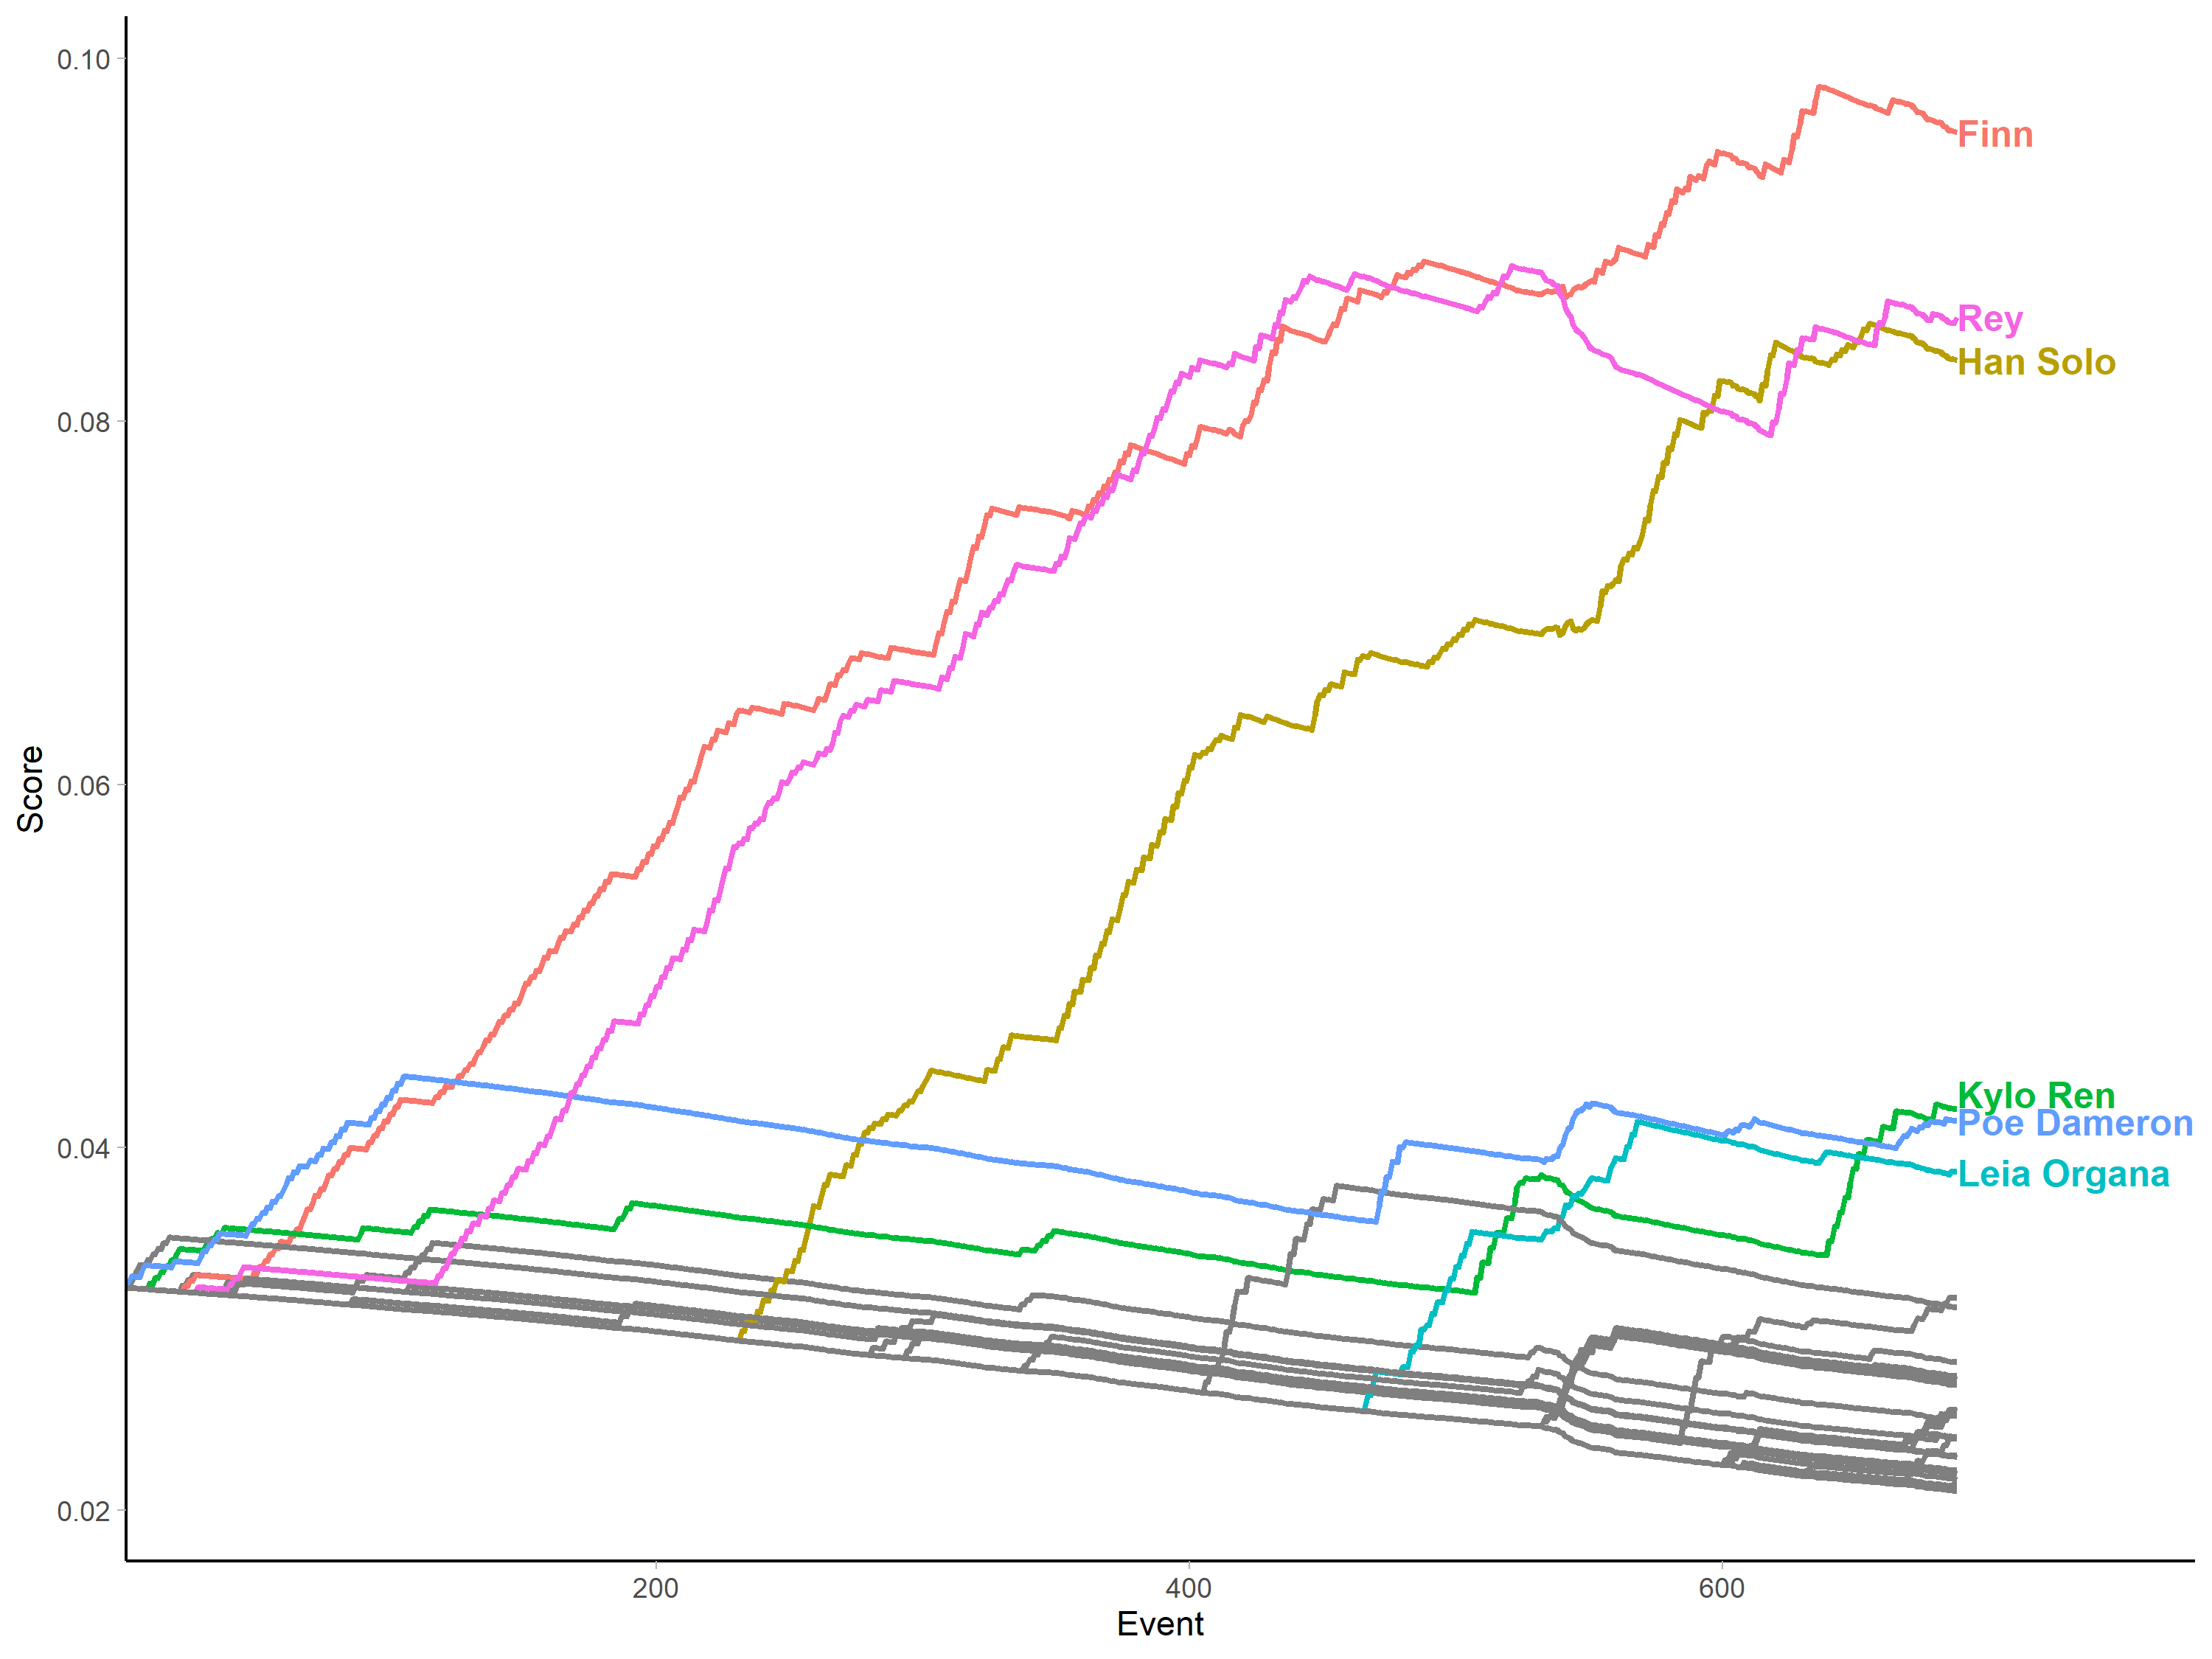 0.10
Finn
Rey
Han Solo
0.08
0.06
Score
Kylo Ren
Poe Dameron
0.04
Leia Organa
0.02
200 400 600
Event